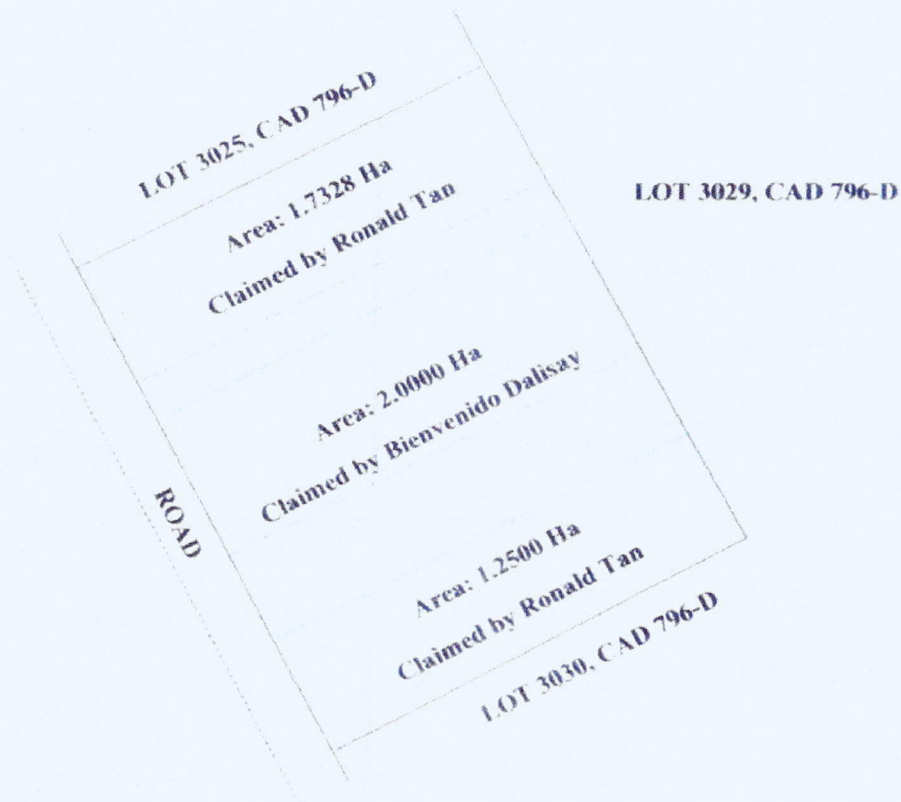 LOT 3025, CAD 796-D
Area: 1.7328 Ha
Claimed by Ronald Tan
LOT 3029, CAD 796-D
Area: 2.0000 Ha
Claimed by Bienvenido Dalisay
ROAD
Area: 1.2500 Ha
Claimed by Ronald Tan
LOT 3030, CAD 796-D